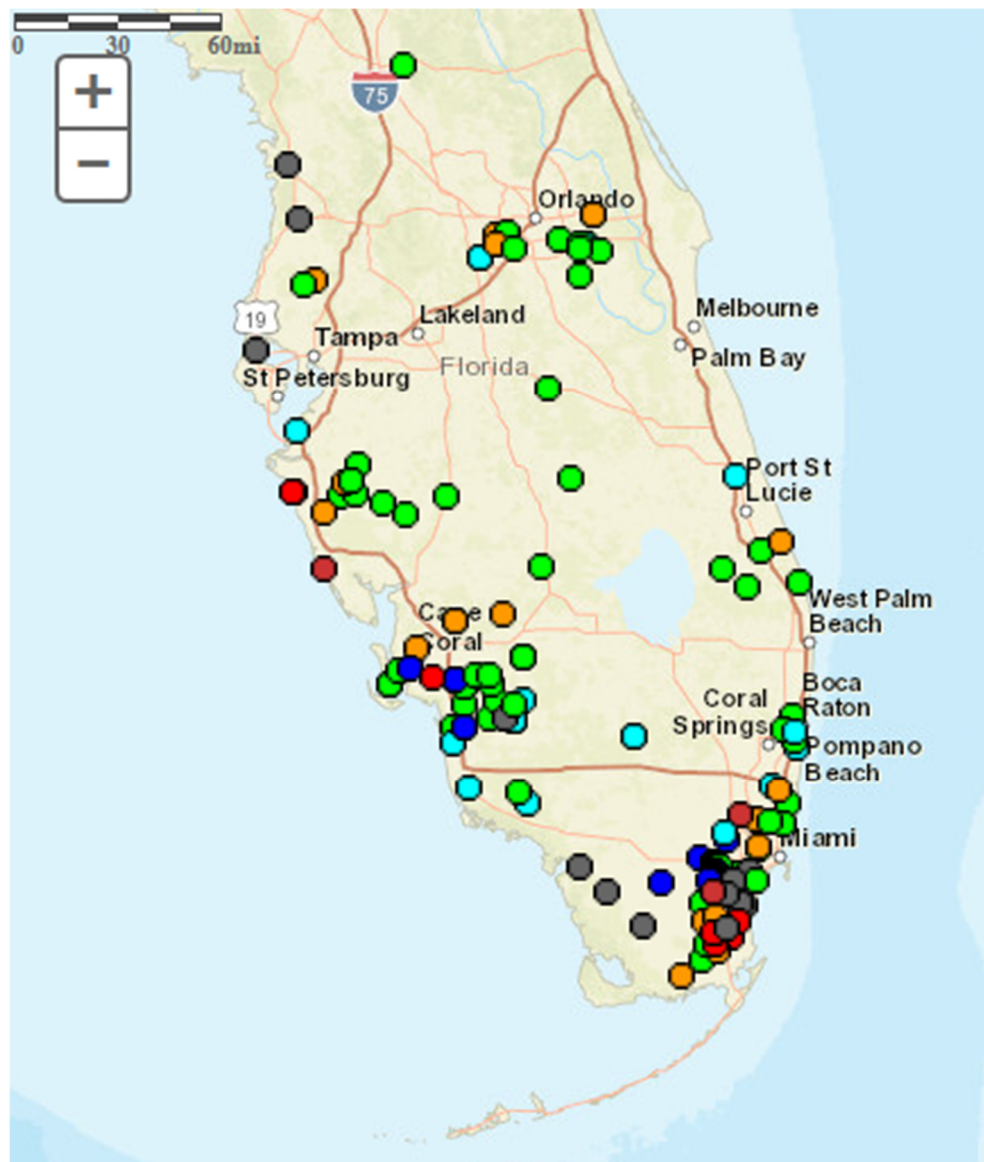 0 30 60mi
+
75
−
Orlando
Melbourne
19
Lakeland
Tampa
Palm Bay
Florida
St Petersburg
Port St
Lucie
West Palm
Beach
Coral
Boca
Raton
Coral
Springs
Pompano
Beach
Miami